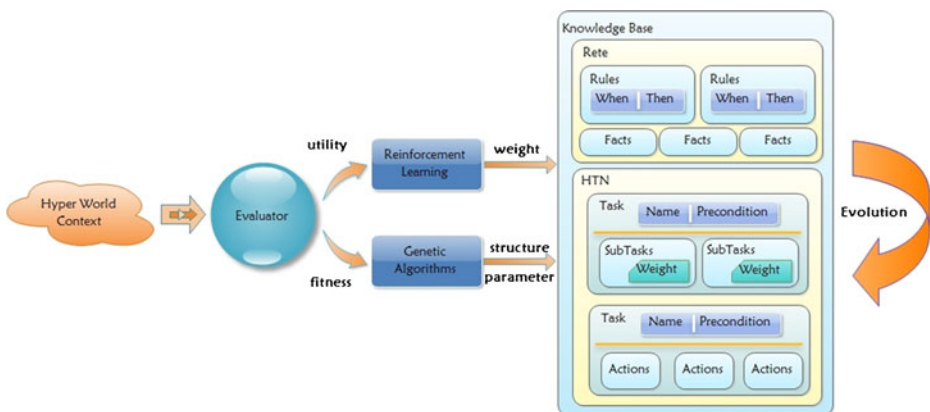 Hyper World
Context
Evaluator
utility
fitness
Reinforcement
Learning
Genetic
Algorithms
weight
structure
parameter
Knowledge Base
Rete
Rules
When Then
Rules
When Then
Facts
Facts
Facts
HTN
Task
Name Precondition
SubTasks
Weight
SubTasks
Weight
Task
Name Precondition
Actions
Actions
Actions
Evolution